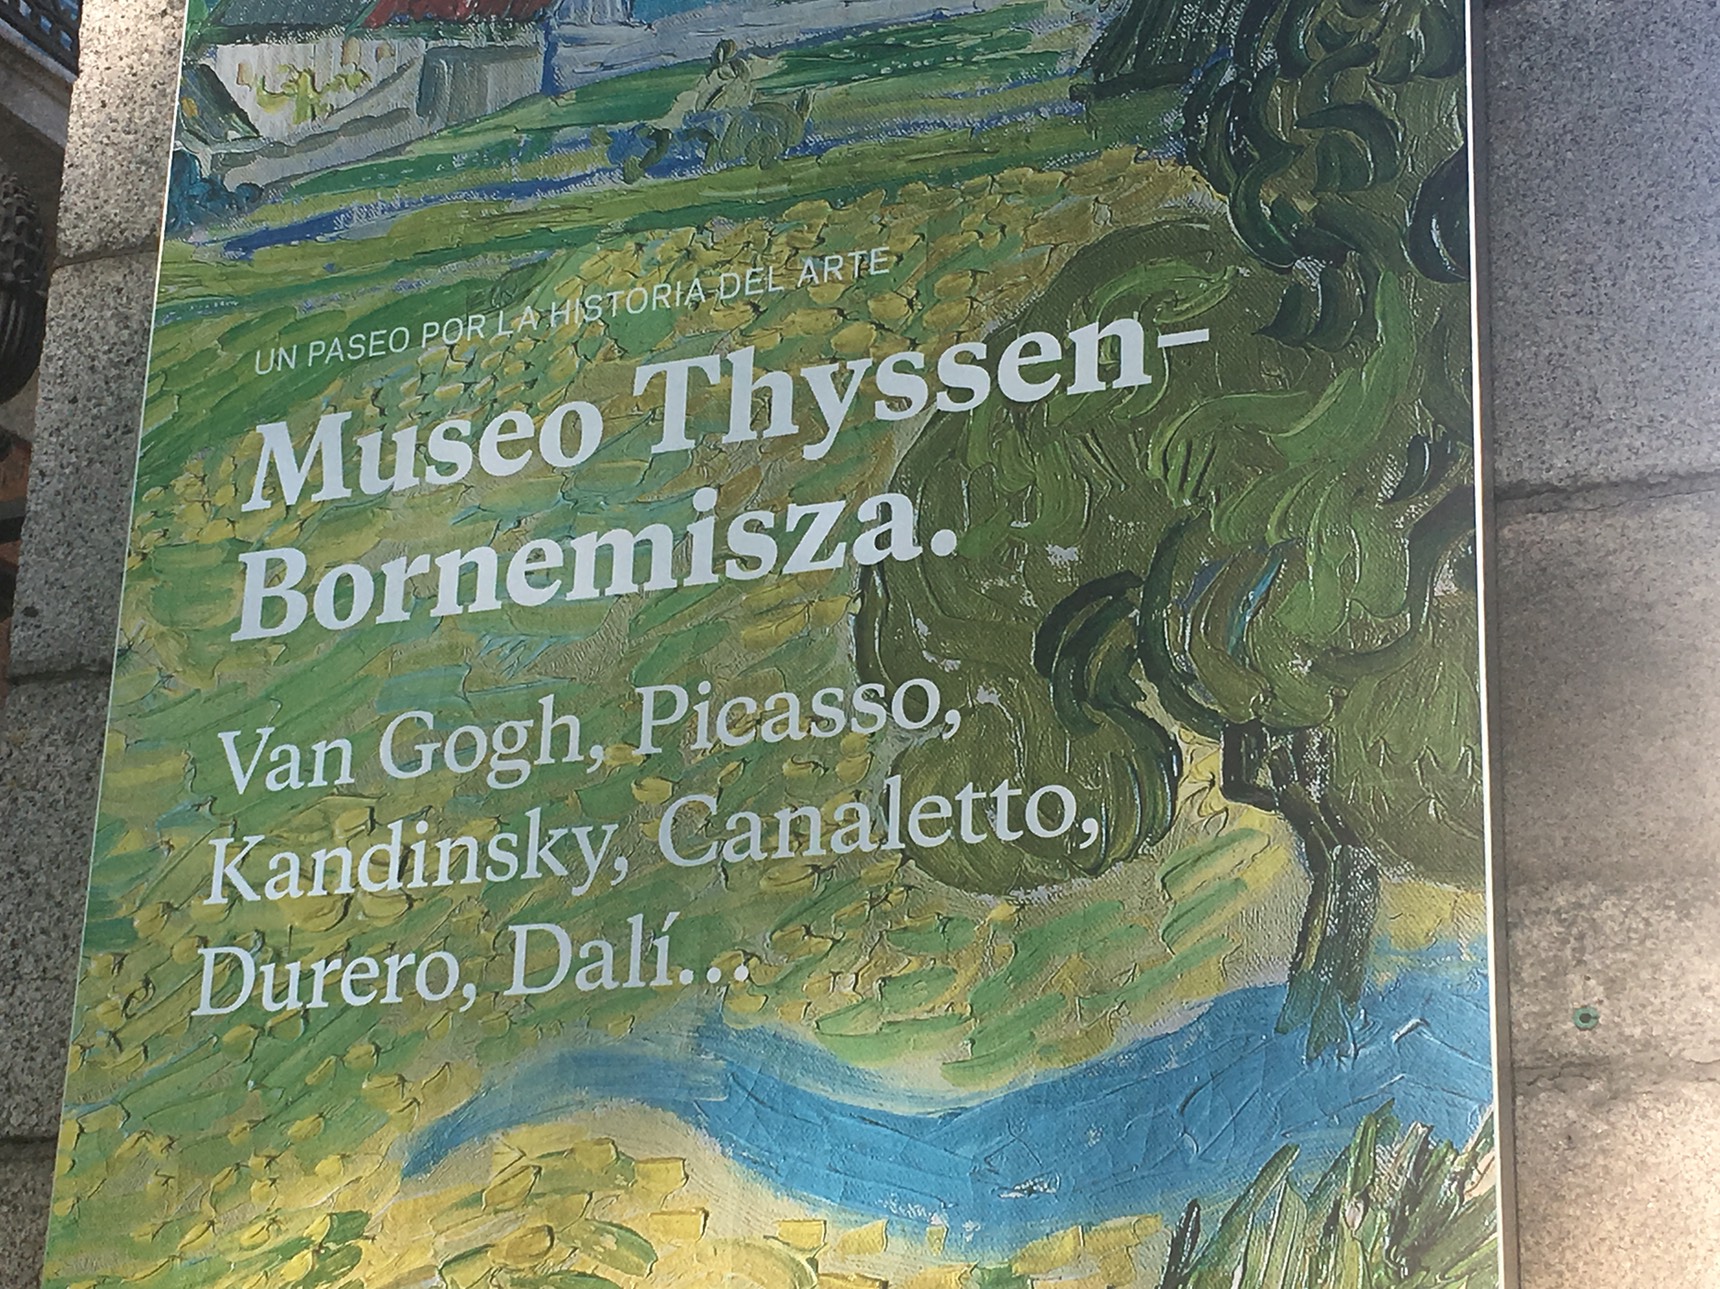 UN PASEO POR LA HISTORIA DEL ARTE
Museo Thyssen-
Bornemisza.
Van Gogh, Picasso,
Kandinsky, Canaletto,
Durero, Dalí...